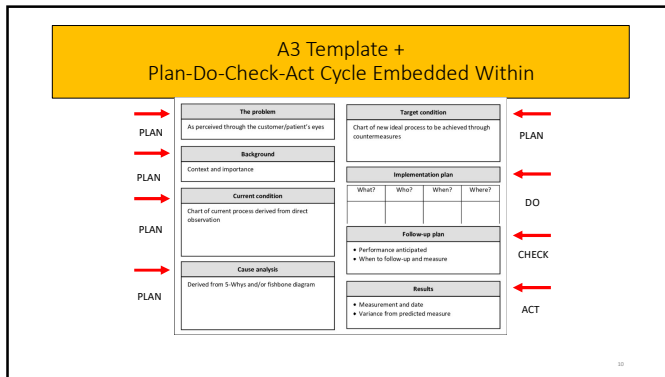 A3 Template +
Plan-Do-Check-Act Cycle Embedded Within
PLAN
The problem
As perceived through the customer/patient's eyes
PLAN
Background
Context and importance
PLAN
Current condition
Chart of current process derived from direct
observation
PLAN
Cause analysis
Derived from 5-Whys and/or fishbone diagram
Target condition
Chart of new ideal process to be achieved through
countermeasures
PLAN
Implementation plan
What? Who? When? Where?
DO
Follow-up plan
• Performance anticipated
• When to follow-up and measure
CHECK
Results
• Measurement and date
• Variance from predicted measure
ACT
10